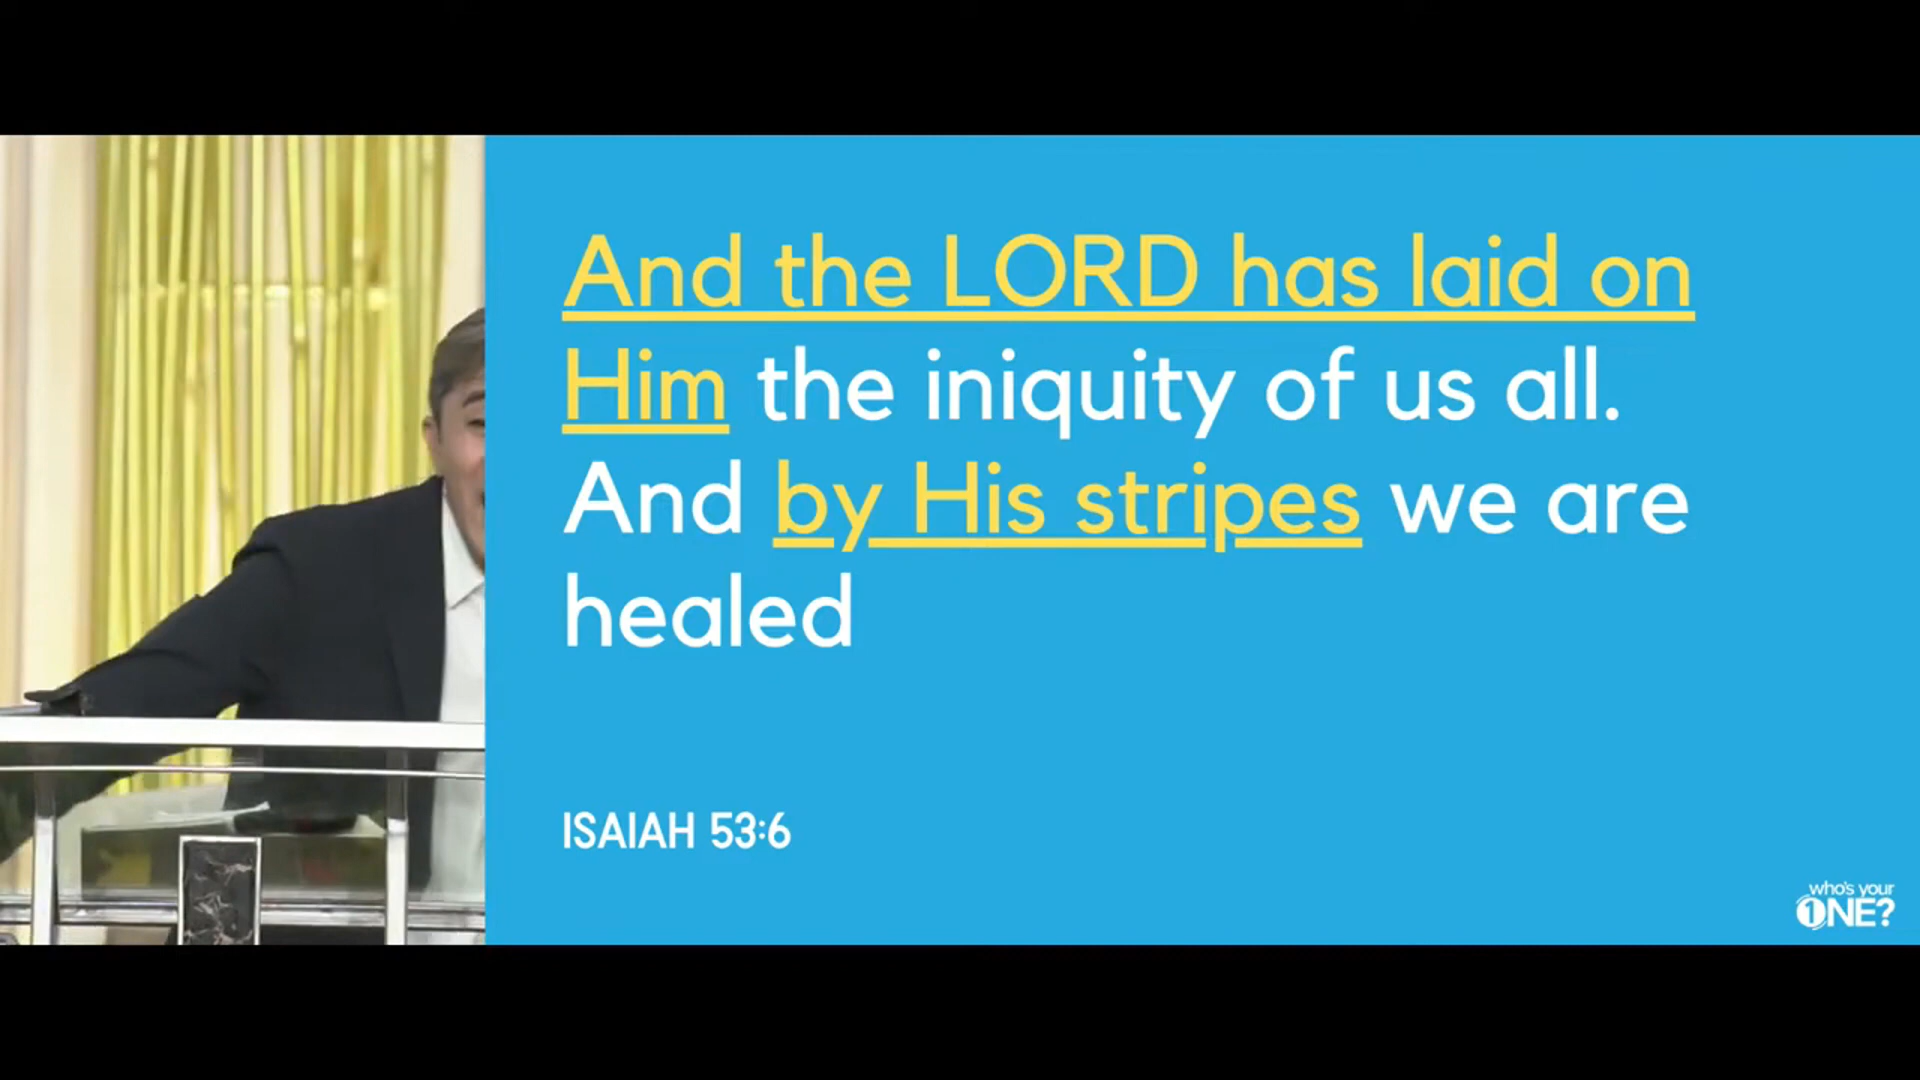 And the LORD has laid on
Him the iniquity of us all.
And by His stripes we are
healed
ISAIAH 53:6
who's your
ONE?